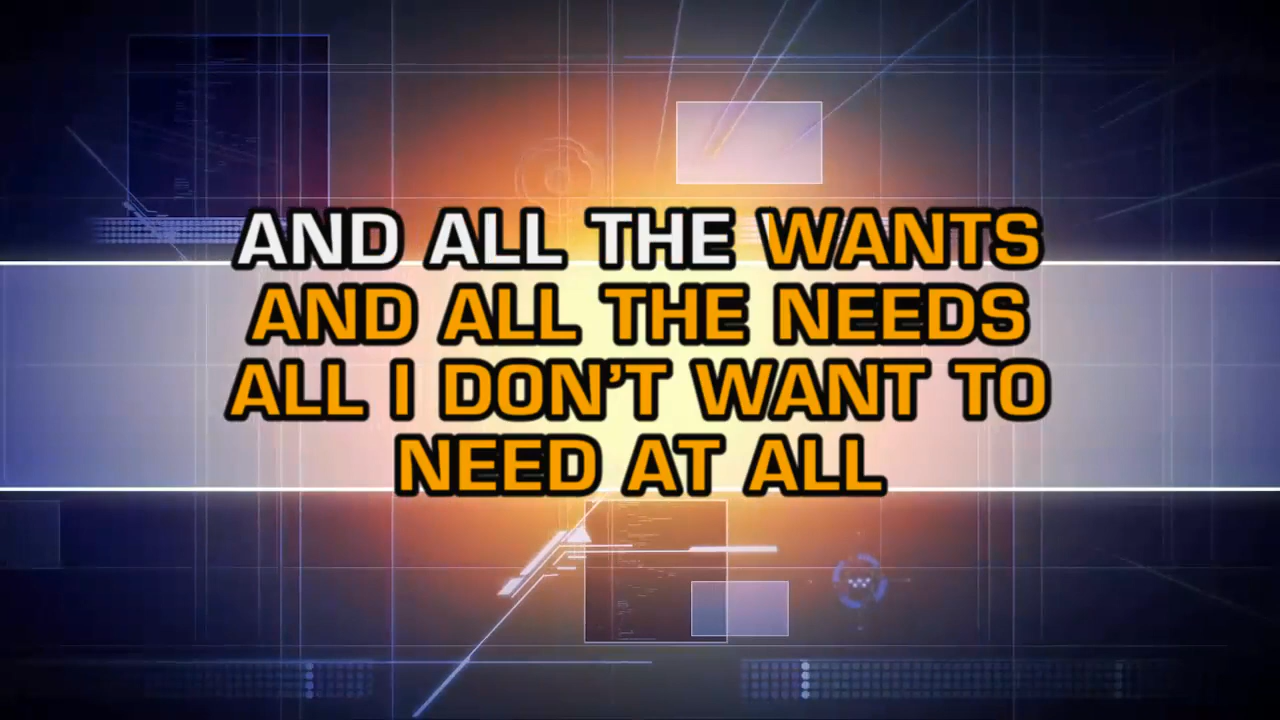 AND ALL THE WANTS
AND ALL THE NEEDS
ALL I DON'T WANT TO
NEED AT ALL